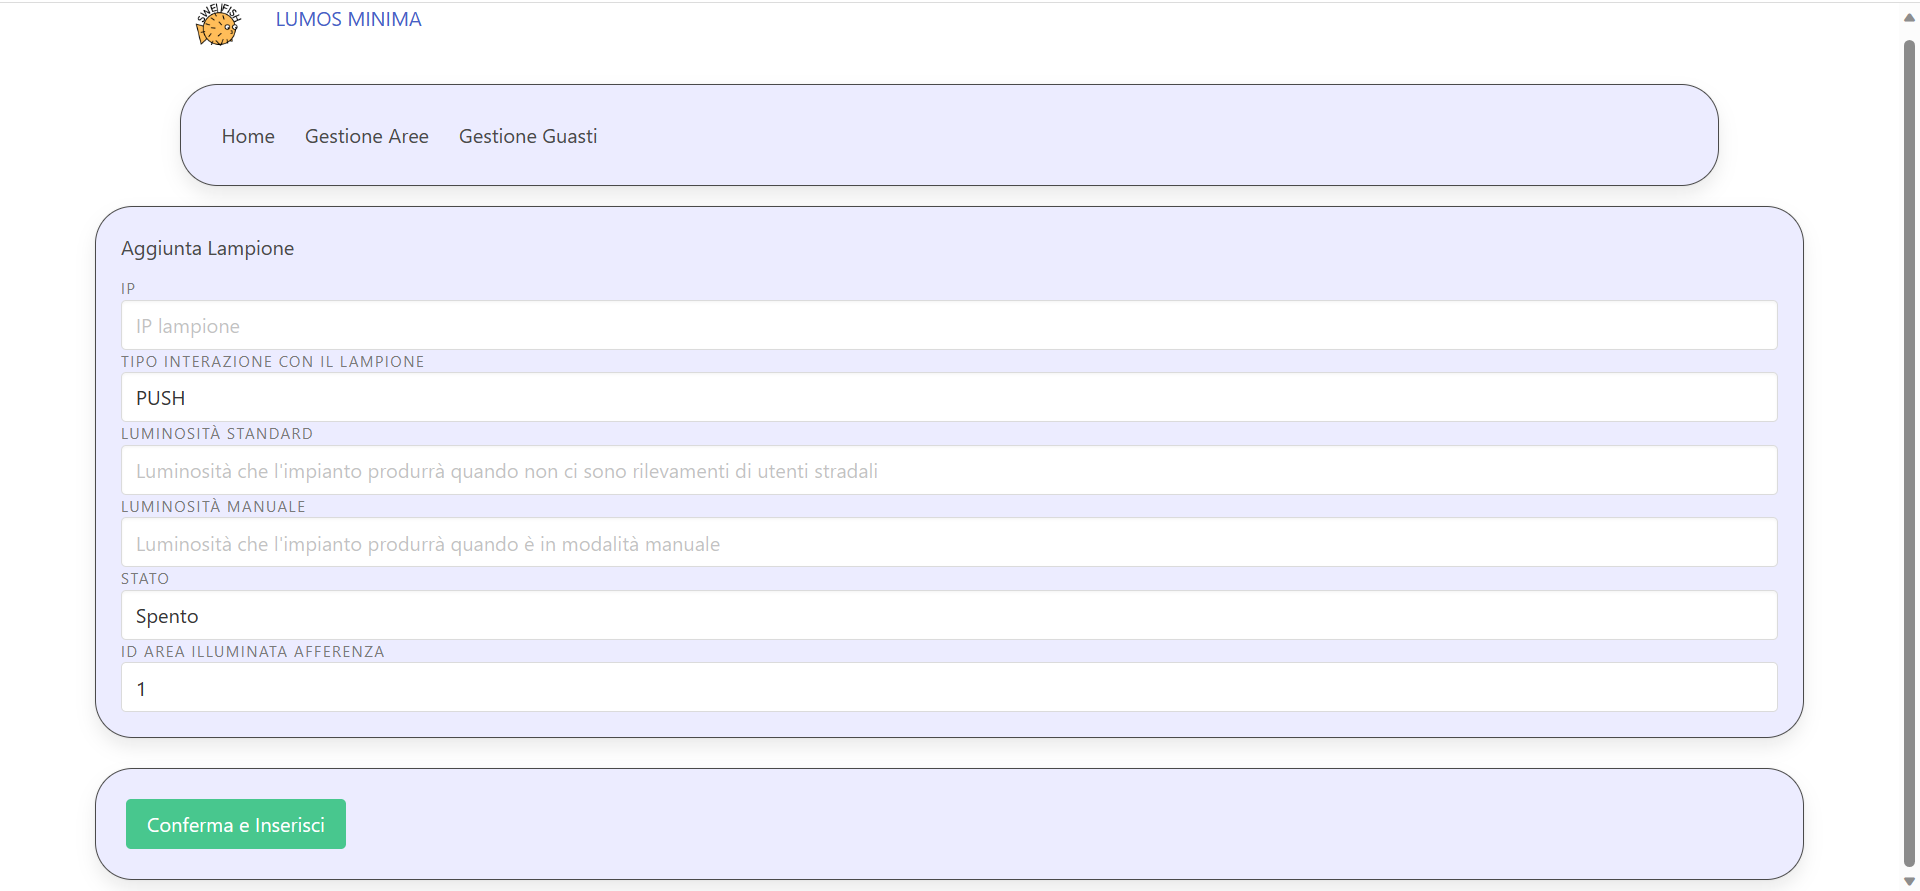 SWEllFISH
LUMOS MINIMA
Home Gestione Aree Gestione Guasti
Aggiunta Lampione
IP
IP lampione
TIPO INTERAZIONE CON IL LAMPIONE
PUSH
LUMINOSITÀ STANDARD
Luminosità che l'impianto produrrà quando non ci sono rilevamenti di utenti stradali
LUMINOSITÀ MANUALE
Luminosità che l'impianto produrrà quando è in modalità manuale
STATO
Spento
ID AREA ILLUMINATA AFFERENZA
1
Conferma e Inserisci